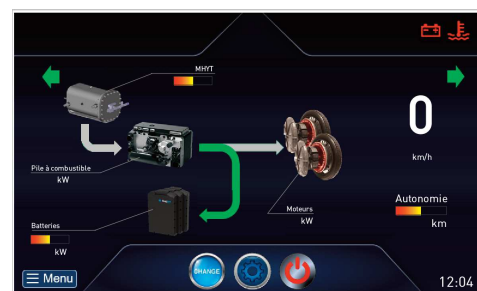 MHYT
0
km/h
Pile à combustible
kW
Autonomie
km
Moteurs
kW
Batteries
kW
Menu
CHANGE
12:04